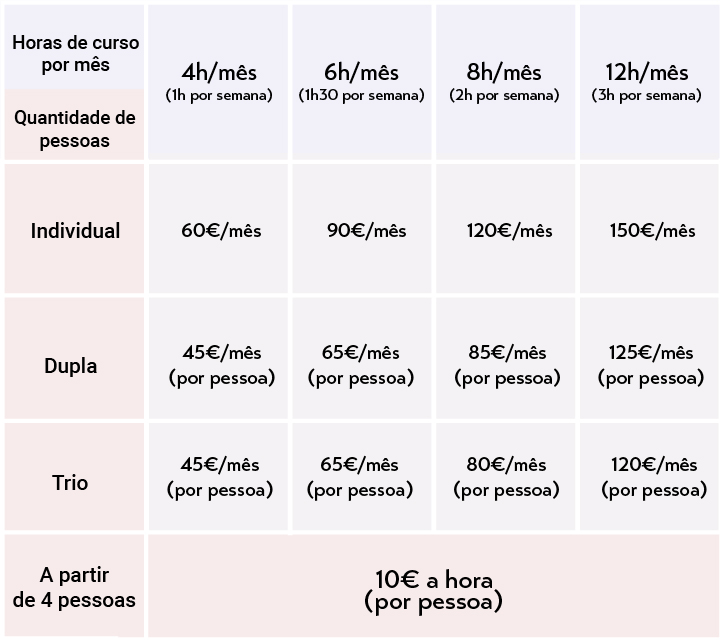 Horas de curso
por mês
Quantidade de
pessoas
4h/mês
(1h por semana)
6h/mês
(1h30 por semana)
8h/mês
(2h por semana)
12h/mês
(3h por semana)
Individual
60€/mês
90€/mês
120€/mês
150€/mês
Dupla
45€/mês
(por pessoa)
65€/mês
(por pessoa)
85€/mês
(por pessoa)
125€/mês
(por pessoa)
Trio
45€/mês
(por pessoa)
65€/mês
(por pessoa)
80€/mês
(por pessoa)
120€/mês
(por pessoa)
A partir
de 4 pessoas
10€ a hora
(por pessoa)